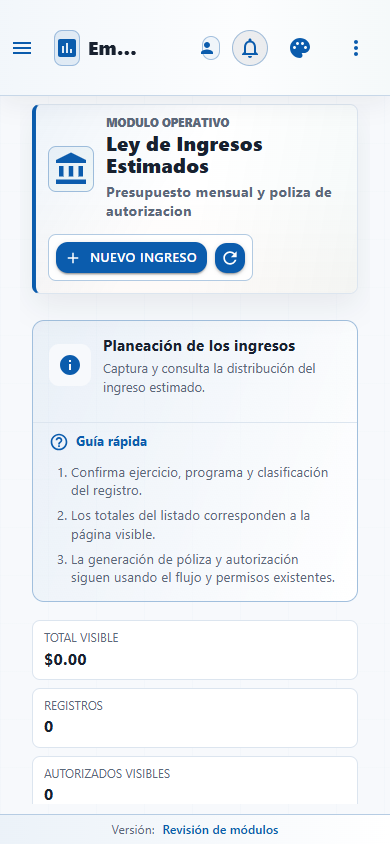 Em...
MODULO OPERATIVO
Ley de Ingresos
Estimados
Presupuesto mensual y poliza de
autorizacion
NUEVO INGRESO
Planeación de los ingresos
Captura y consulta la distribución del
ingreso estimado.
Guía rápida
1. Confirma ejercicio, programa y clasificación
del registro.
2. Los totales del listado corresponden a la
página visible.
3. La generación de póliza y autorización
siguen usando el flujo y permisos existentes.
TOTAL VISIBLE
$0.00
REGISTROS
0
AUTORIZADOS VISIBLES
0
Versión: Revisión de módulos